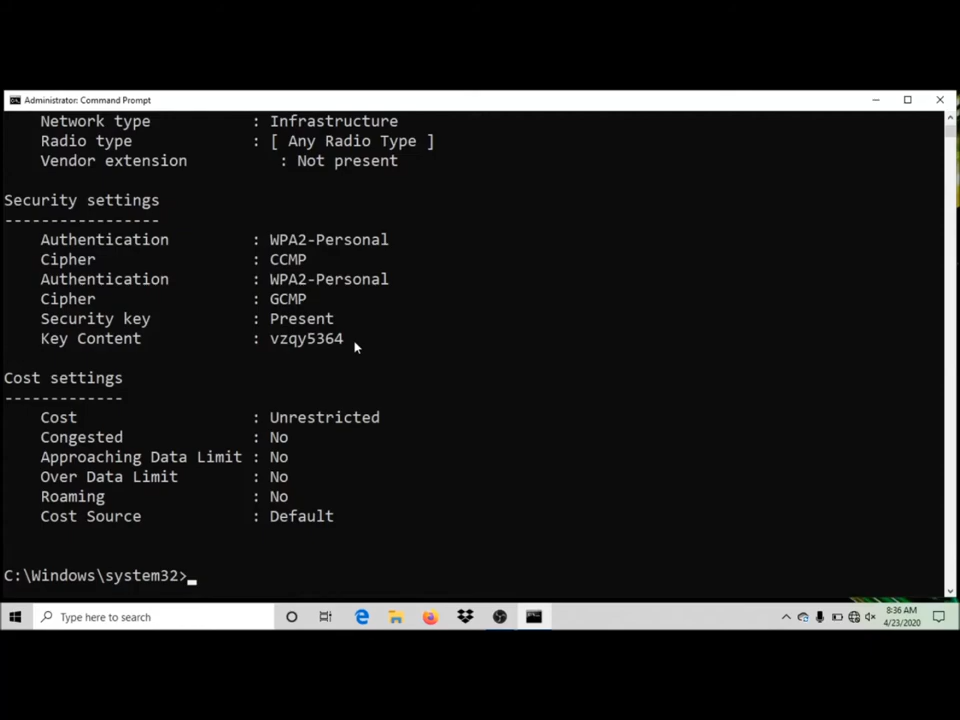 Administrator: Command Prompt
Network type : Infrastructure
Radio type : [ Any Radio Type ]
Vendor extension : Not present
Security settings
-----------------
Authentication : WPA2-Personal
Cipher : CCMP
Authentication : WPA2-Personal
Cipher : GCMP
Security key : Present
Key Content : vzqy5364
Cost settings
-------------
Cost : Unrestricted
Congested : No
Approaching Data Limit : No
Over Data Limit : No
Roaming : No
Cost Source : Default
C:\Windows\system32>
Type here to search
8:36 AM
4/23/2020